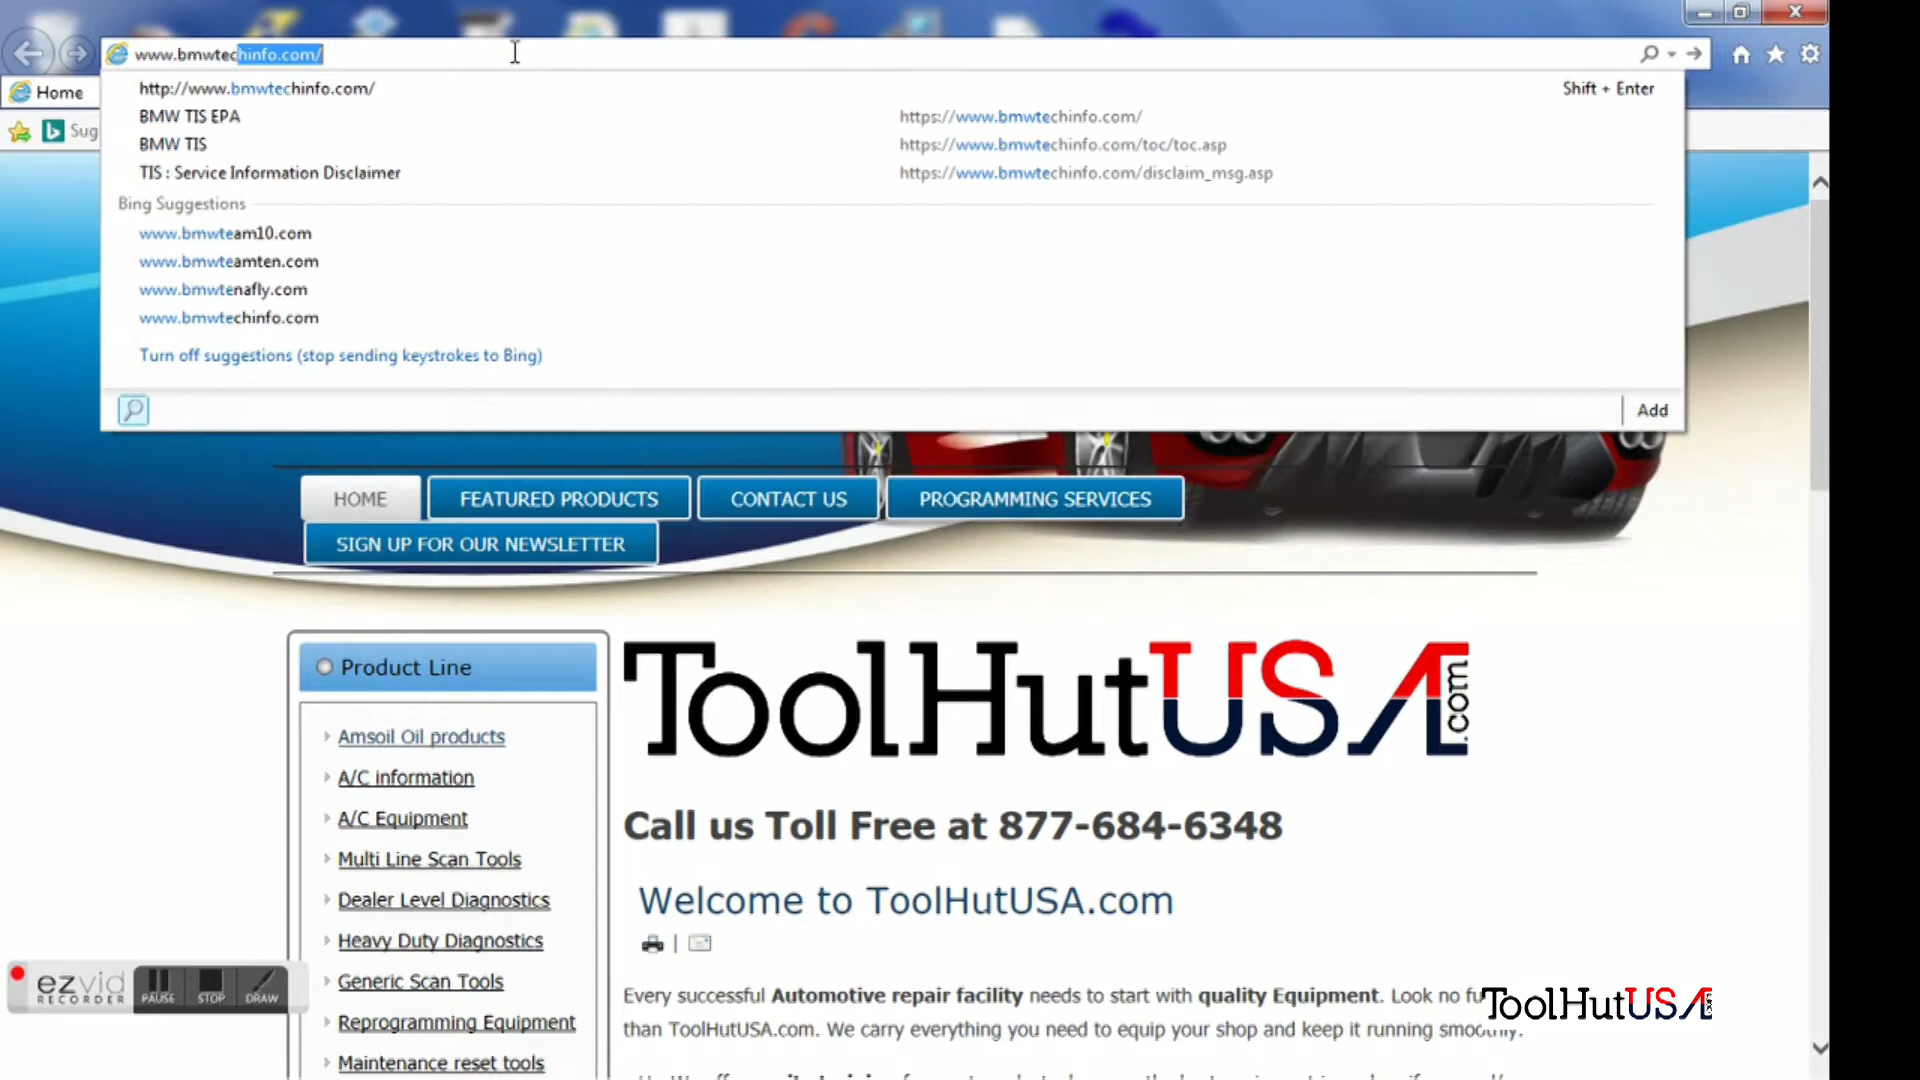 www.bmwtechinfo.com/
http://www.bmwtechinfo.com/ Shift + Enter
BMW TIS EPA https://www.bmwtechinfo.com/
BMW TIS https://www.bmwtechinfo.com/toc/toc.asp
TIS : Service Information Disclaimer https://www.bmwtechinfo.com/disclaim_msg.asp
Bing Suggestions
www.bmwteam10.com
www.bmwteamten.com
www.bmwtenafly.com
www.bmwtechinfo.com
Turn off suggestions (stop sending keystrokes to Bing)
Add
Home
Sug
HOME FEATURED PRODUCTS CONTACT US PROGRAMMING SERVICES
SIGN UP FOR OUR NEWSLETTER
Product Line
Amsoil Oil products
A/C information
A/C Equipment
Multi Line Scan Tools
Dealer Level Diagnostics
Heavy Duty Diagnostics
Generic Scan Tools
Reprogramming Equipment
Maintenance reset tools
ToolHutUSA.com
Call us Toll Free at 877-684-6348
Welcome to ToolHutUSA.com
Every successful Automotive repair facility needs to start with quality Equipment. Look no
than ToolHutUSA.com. We carry everything you need to equip your shop and keep it running smoothly.
ezvid
RECORDER
PAUSE STOP DRAW
ToolHutUSA